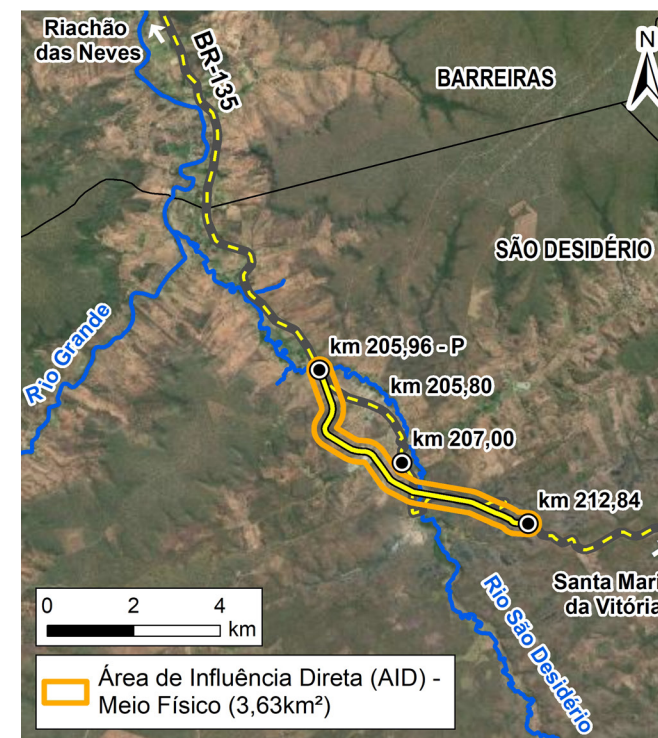 Riachão
das Neves
BR-135
N
BARREIRAS
SÃO DESIDÉRIO
Rio Grande
km 205,96 - P
km 205,80
km 207,00
km 212,84
Santa Mari
da Vitória
Rio São Desidério
0 2 4
km
Área de Influência Direta (AID) -
Meio Físico (3,63km²)